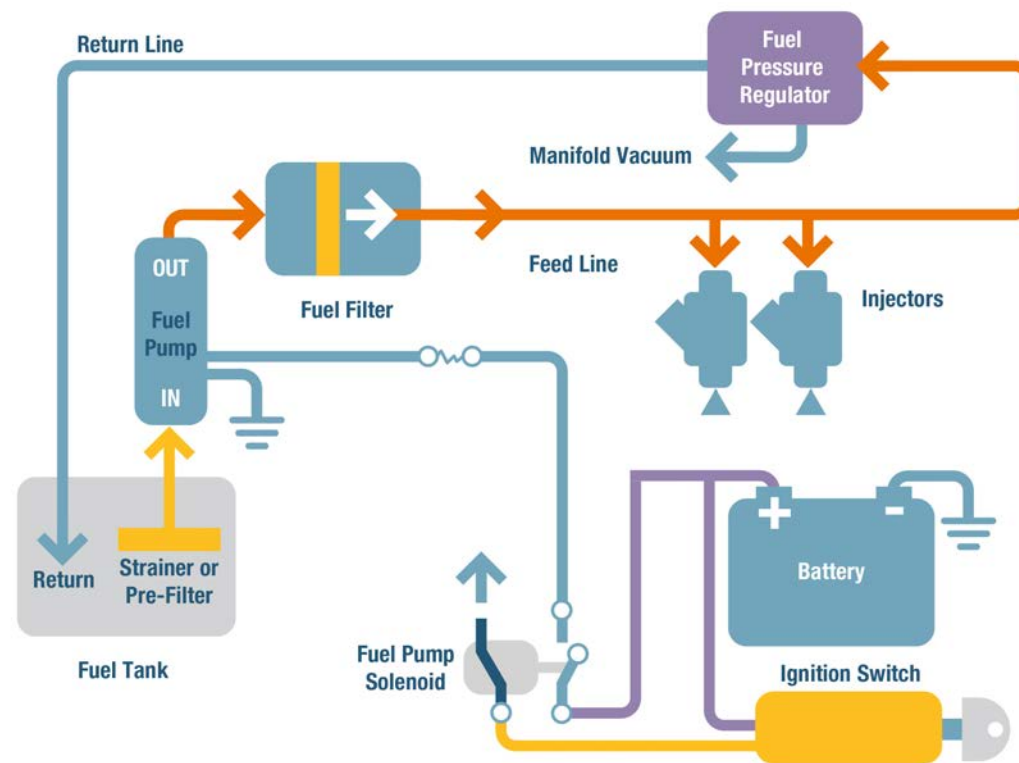 Return Line
Fuel
Pressure
Regulator
Manifold Vacuum
OUT
Fuel
Pump
IN
Fuel Filter
Feed Line
Injectors
Return
Strainer or
Pre-Filter
Fuel Tank
Fuel Pump
Solenoid
+
-
Battery
Ignition Switch